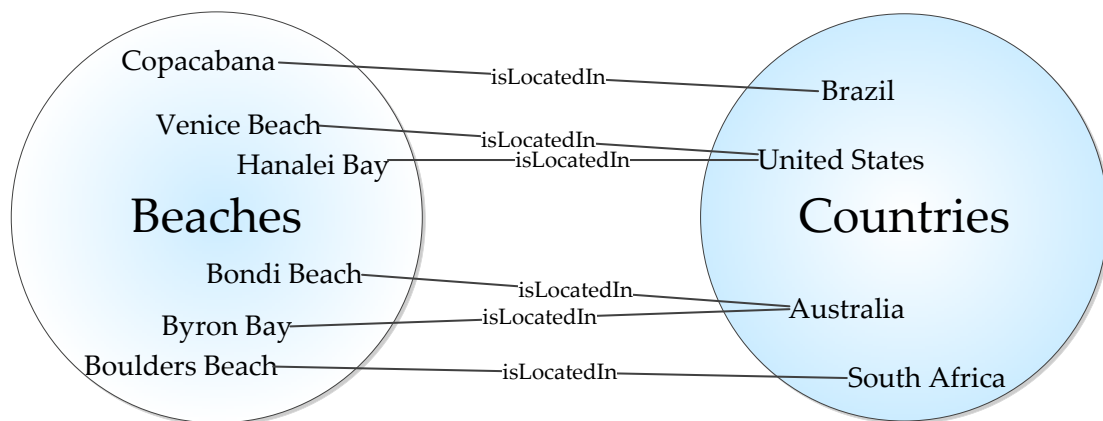 Copacabana isLocatedIn Brazil
Venice Beach isLocatedIn United States
Hanalei Bay isLocatedIn
Beaches Countries
Bondi Beach isLocatedIn Australia
Byron Bay isLocatedIn
Boulders Beach isLocatedIn South Africa